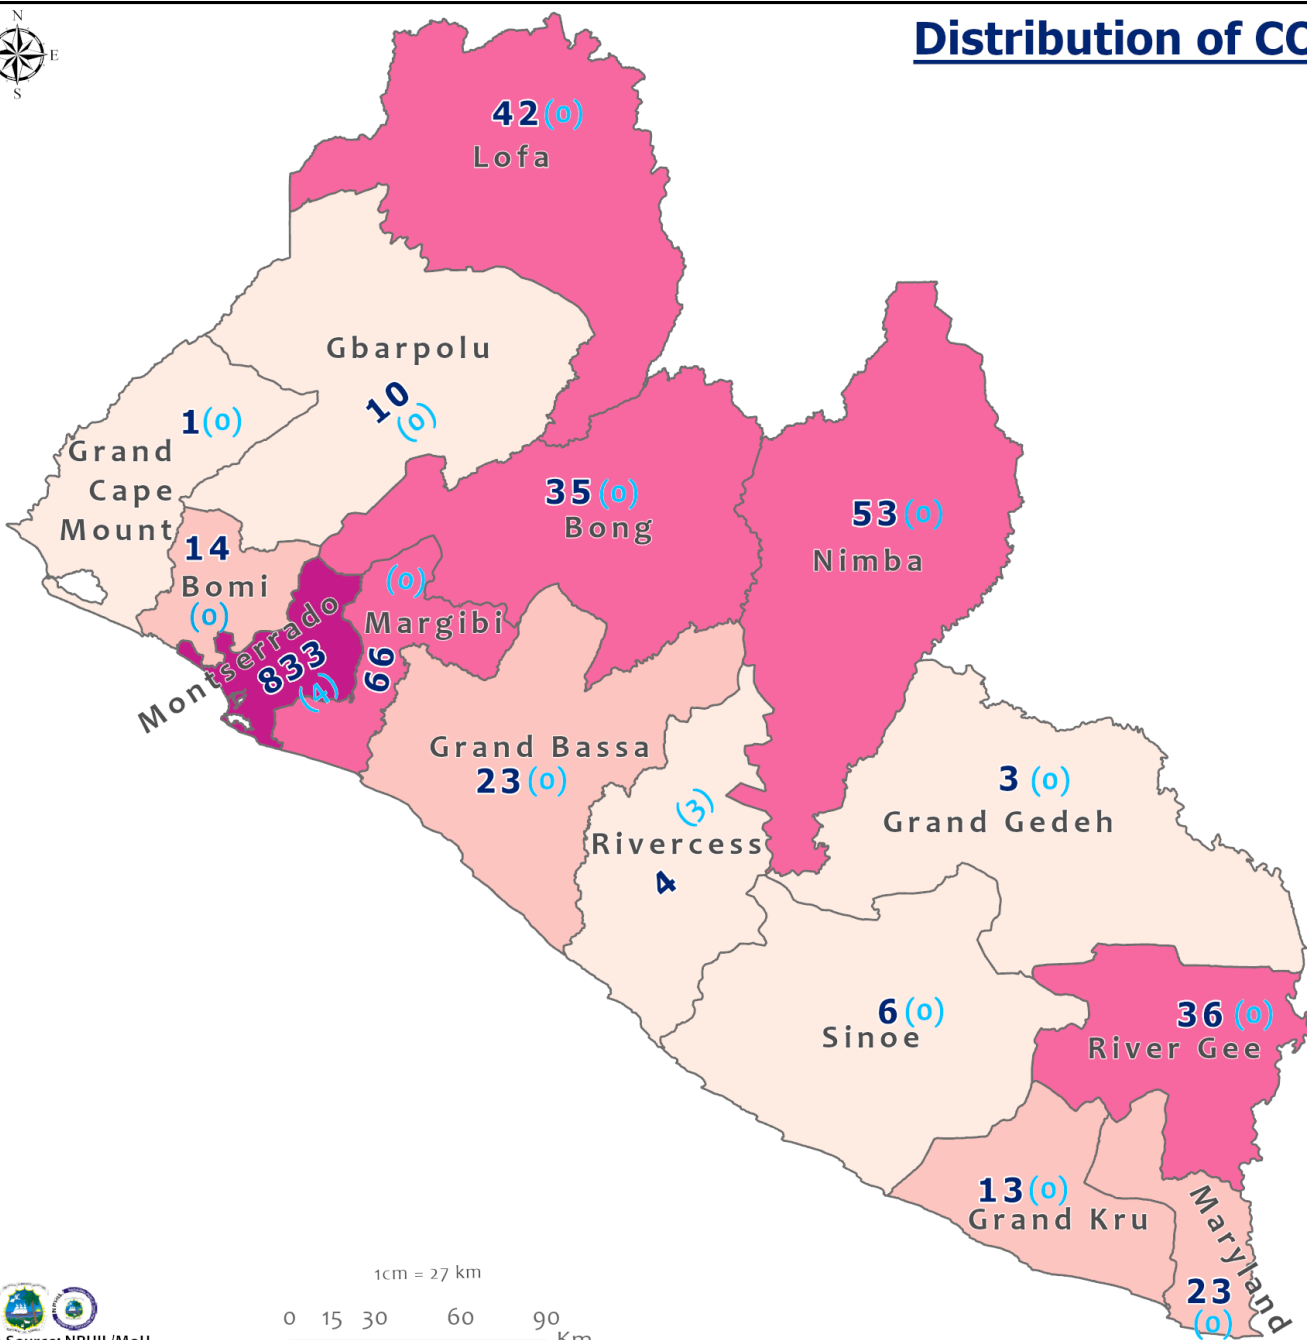 N
E
S
Distribution of CO
42(0)
Lofa
Gbarpolu
10
(0)
1(0)
Grand
Cape
Mount
35(0)
Bong
53(0)
Nimba
14
Bomi
(0)
(0)
Margibi
66
Montserrado
833
(4)
Grand Bassa
23(0)
(3)
Rivercess
4
3 (0)
Grand Gedeh
6(0)
Sinoe
36 (0)
River Gee
13(0)
Grand Kru
Maryland
23
(0)
1cm = 27 km
0 15 30 60 90
Km
Source: NPHIL/MoH